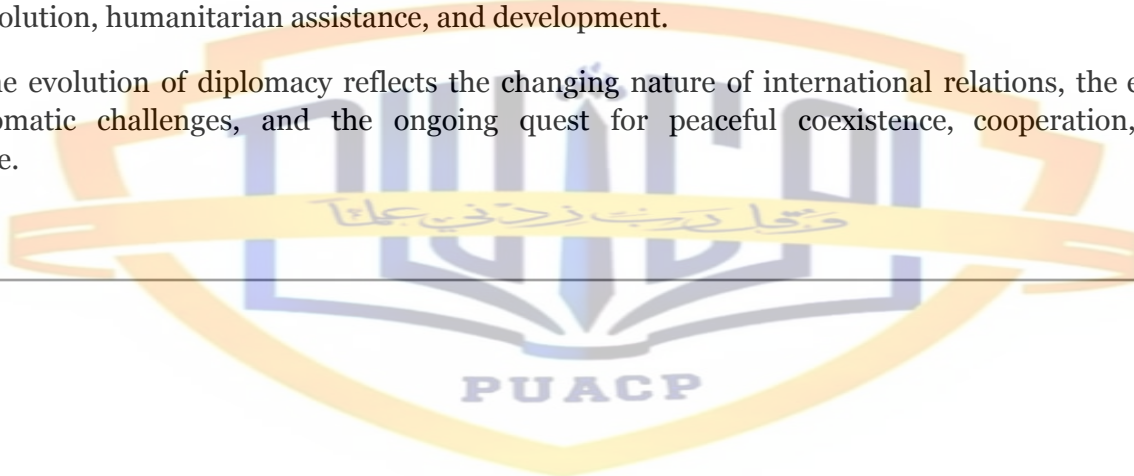 olution, humanitarian assistance, and development.
ne evolution of diplomacy reflects the changing nature of international relations, the e
omatic challenges, and the ongoing quest for peaceful coexistence, cooperation,
e.
وَقُل رَّبِّ زِدْنِي عِلْمًا
PUACP